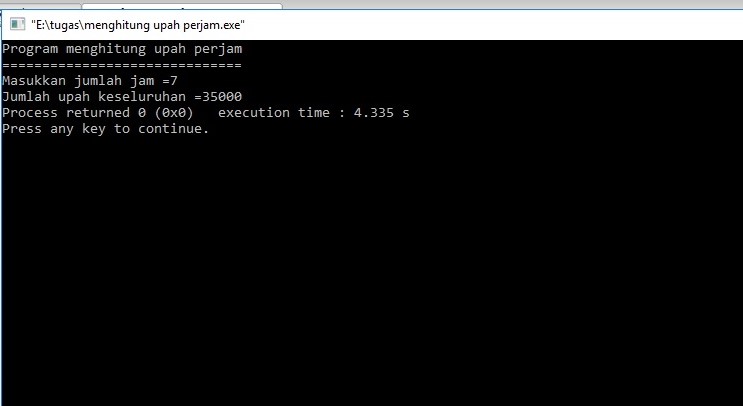 "E:\tugas\menghitung upah perjam.exe"
Program menghitung upah perjam
==============================
Masukkan jumlah jam =7
Jumlah upah keseluruhan =35000
Process returned 0 (0x0)   execution time : 4.335 s
Press any key to continue.